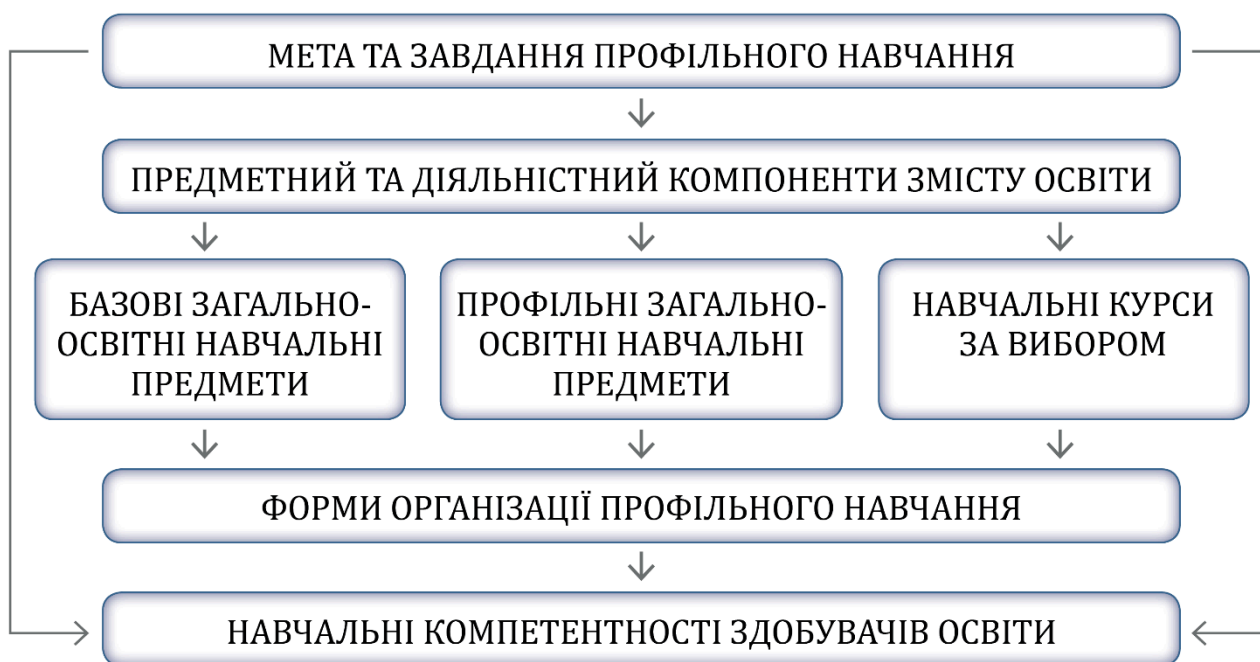 МЕТА ТА ЗАВДАННЯ ПРОФІЛЬНОГО НАВЧАННЯ
ПРЕДМЕТНИЙ ТА ДІЯЛЬНІСТНИЙ КОМПОНЕНТИ ЗМІСТУ ОСВІТИ
БАЗОВІ ЗАГАЛЬНО-
ОСВІТНІ НАВЧАЛЬНІ
ПРЕДМЕТИ
ПРОФІЛЬНІ ЗАГАЛЬНО-
ОСВІТНІ НАВЧАЛЬНІ
ПРЕДМЕТИ
НАВЧАЛЬНІ КУРСИ
ЗА ВИБОРОМ
ФОРМИ ОРГАНІЗАЦІЇ ПРОФІЛЬНОГО НАВЧАННЯ
НАВЧАЛЬНІ КОМПЕТЕНТНОСТІ ЗДОБУВАЧІВ ОСВІТИ